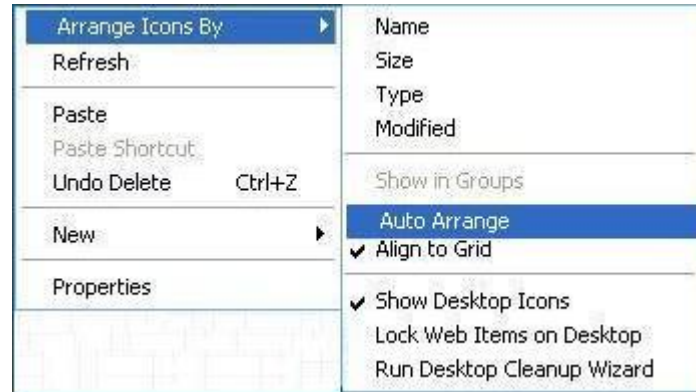 Arrange Icons By
Refresh
Paste
Paste Shortcut
Undo Delete Ctrl+Z
New
Properties
Name
Size
Type
Modified
Show in Groups
Auto Arrange
Align to Grid
Show Desktop Icons
Lock Web Items on Desktop
Run Desktop Cleanup Wizard